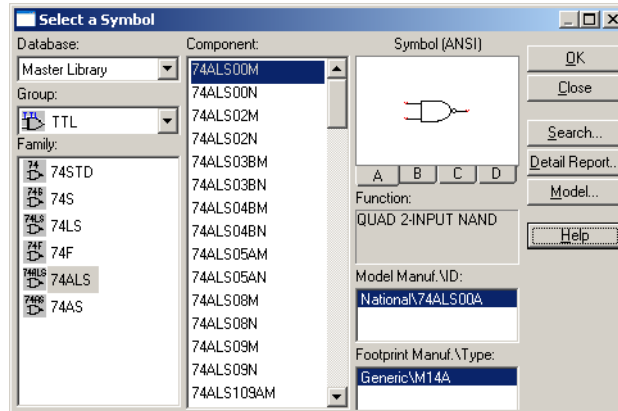 Select a Symbol
Database:
Master Library
Group:
TTL
Family:
74STD
74S
74LS
74F
74ALS
74AS
Component:
74ALS00M
74ALS00N
74ALS02M
74ALS02N
74ALS03BM
74ALS03BN
74ALS04BM
74ALS04BN
74ALS05AM
74ALS05AN
74ALS08M
74ALS08N
74ALS09M
74ALS09N
74ALS109AM
Symbol (ANSI)
A B C D
Function:
QUAD 2-INPUT NAND
Model Manuf.\ID:
National\74ALS00A
Footprint Manuf.\Type:
Generic\M14A
OK
Close
Search...
Detail Report...
Model...
Help